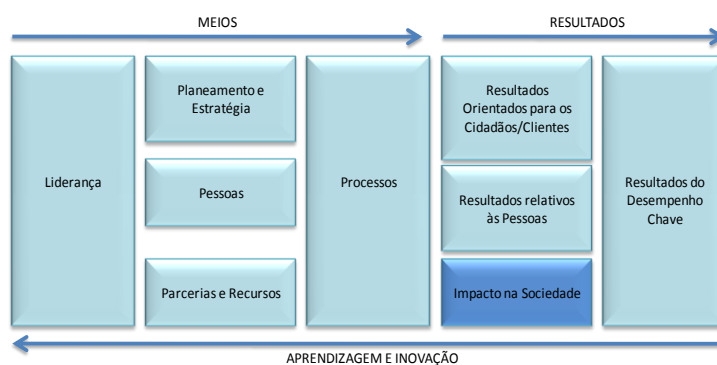 MEIOS
RESULTADOS
Liderança
Planeamento e
Estratégia
Pessoas
Parcerias e Recursos
Processos
Resultados
Orientados para os
Cidadãos/Clientes
Resultados relativos
às Pessoas
Impacto na Sociedade
Resultados do
Desempenho
Chave
APRENDIZAGEM E INOVAÇÃO